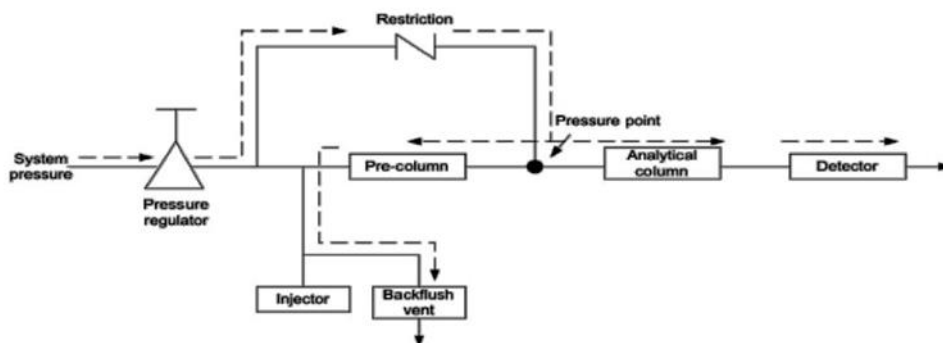 Restriction
Pressure point
System
pressure
Pre-column
Analytical
column
Detector
Pressure
regulator
Injector
Backflush
vent